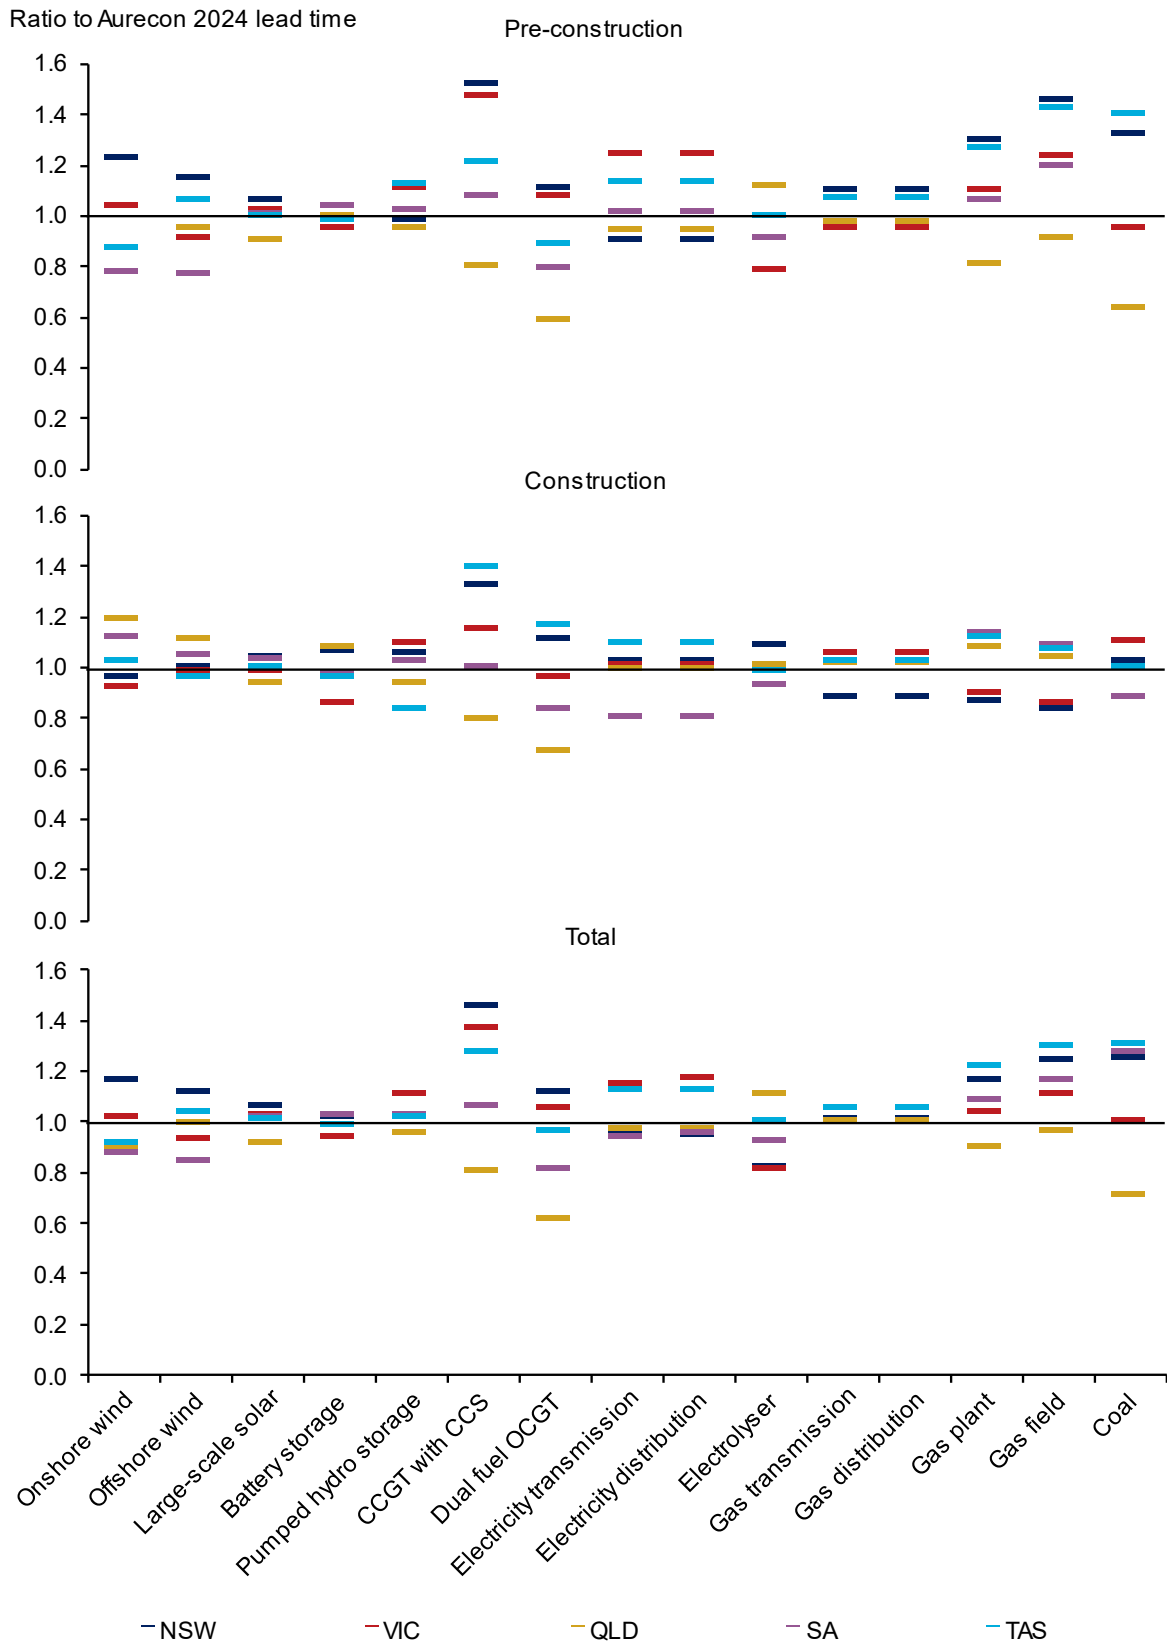 Ratio to Aurecon 2024 lead time
Pre-construction
1.6
1.4
1.2
1.0
0.8
0.6
0.4
0.2
0.0
Construction
1.6
1.4
1.2
1.0
0.8
0.6
0.4
0.2
0.0
Total
1.6
1.4
1.2
1.0
0.8
0.6
0.4
0.2
0.0
Onshore wind
Offshore wind
Large-scale solar
Battery storage
Pumped hydro storage
CCGT with CCS
Dual fuel OCGT
Electricity transmission
Electricity distribution
Electrolyser
Gas transmission
Gas distribution
Gas plant
Gas field
Coal
NSW VIC QLD SA TAS